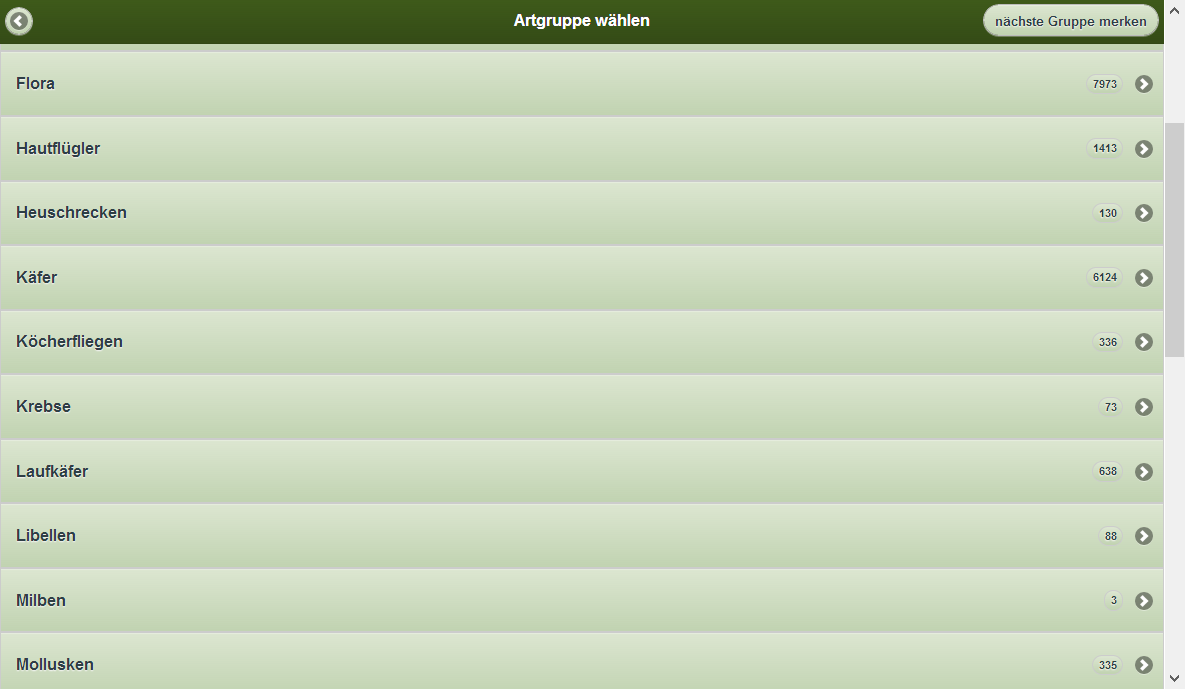 Artgruppe wählen
nächste Gruppe merken
Flora 7973
Hautflügler 1413
Heuschrecken 130
Käfer 6124
Köcherfliegen 336
Krebse 73
Laufkäfer 638
Libellen 88
Milben 3
Mollusken 335